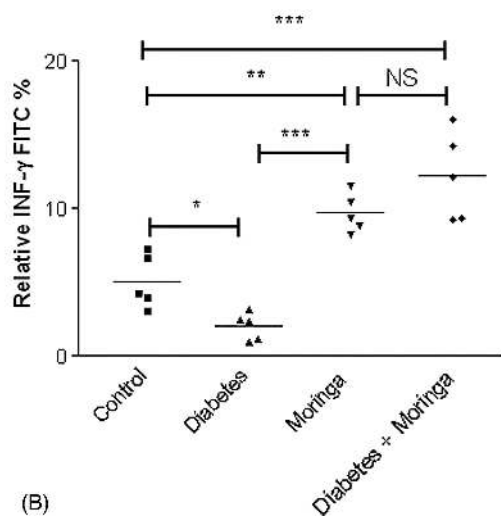 ***
20
**
NS
***
Relative INF-γ FITC %
10
*
0
Control
Diabetes
Moringa
Diabetes + Moringa
(B)